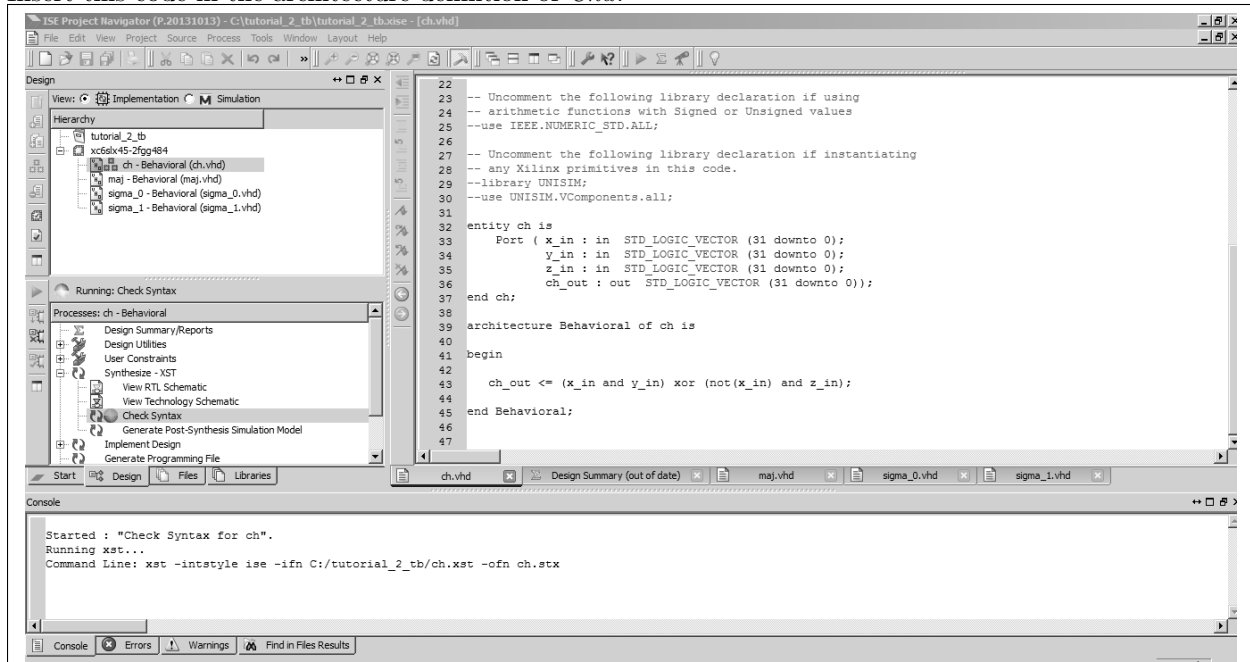 insert this code in the architecture definition of ch.
ISE Project Navigator (P.20131013) - C:\tutorial_2_tb\tutorial_2_tb.xise - [ch.vhd]
File Edit View Project Source Process Tools Window Layout Help
Design
View: Implementation Simulation
Hierarchy
tutorial_2_tb
xc6slx45-2fgg484
ch - Behavioral (ch.vhd)
maj - Behavioral (maj.vhd)
sigma_0 - Behavioral (sigma_0.vhd)
sigma_1 - Behavioral (sigma_1.vhd)
Running: Check Syntax
Processes: ch - Behavioral
Design Summary/Reports
Design Utilities
User Constraints
Synthesize - XST
View RTL Schematic
View Technology Schematic
Check Syntax
Generate Post-Synthesis Simulation Model
Implement Design
Generate Programming File
Start Design Files Libraries
22
23 -- Uncomment the following library declaration if using
24 -- arithmetic functions with Signed or Unsigned values
25 --use IEEE.NUMERIC_STD.ALL;
26
27 -- Uncomment the following library declaration if instantiating
28 -- any Xilinx primitives in this code.
29 --library UNISIM;
30 --use UNISIM.VComponents.all;
31
32 entity ch is
33 Port ( x_in : in STD_LOGIC_VECTOR (31 downto 0);
34 y_in : in STD_LOGIC_VECTOR (31 downto 0);
35 z_in : in STD_LOGIC_VECTOR (31 downto 0);
36 ch_out : out STD_LOGIC_VECTOR (31 downto 0));
37 end ch;
38
39 architecture Behavioral of ch is
40
41 begin
42
43 ch_out <= (x_in and y_in) xor (not(x_in) and z_in);
44
45 end Behavioral;
46
47
ch.vhd Design Summary (out of date) maj.vhd sigma_0.vhd sigma_1.vhd
Console
Started : "Check Syntax for ch".
Running xst...
Command Line: xst -intstyle ise -ifn C:/tutorial_2_tb/ch.xst -ofn ch.stx
Console Errors Warnings Find in Files Results